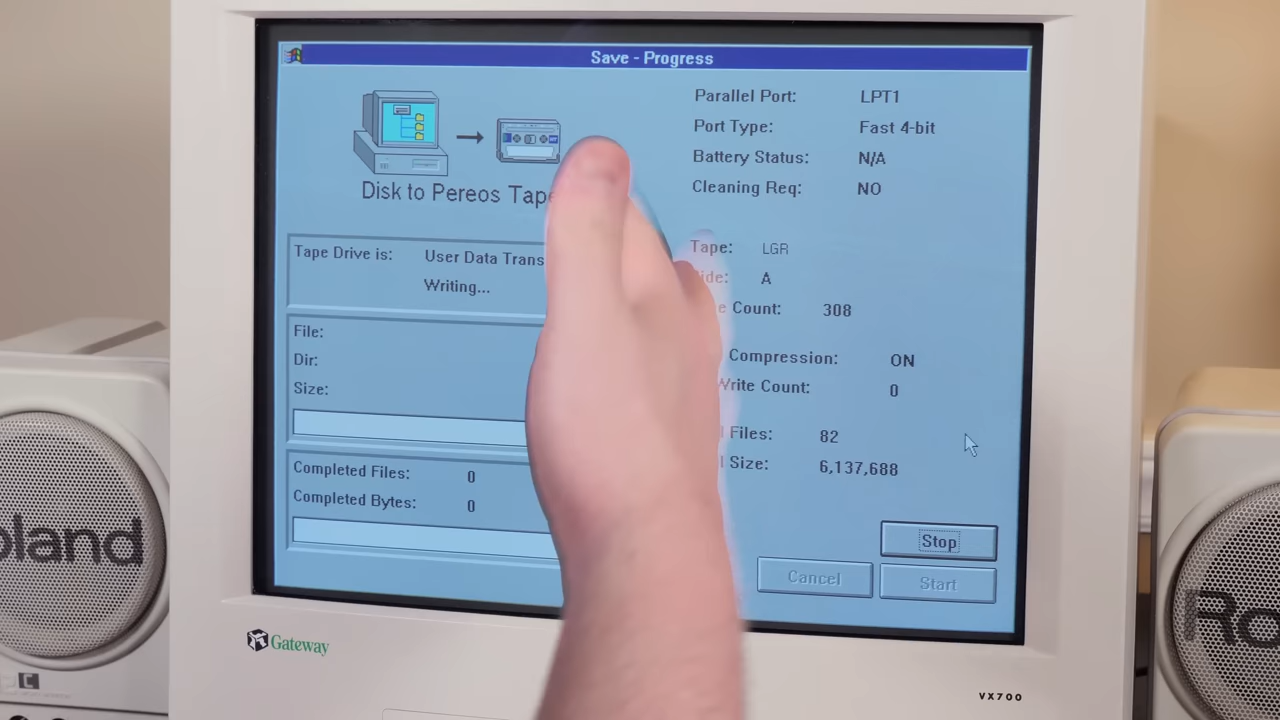 Save - Progress
Disk to Pereos Tape
Parallel Port: LPT1
Port Type: Fast 4-bit
Battery Status: N/A
Cleaning Req: NO
Tape Drive is: User Data Trans
Writing...
Tape: LGR
ide: A
Count: 308
File:
Dir:
Size:
Compression: ON
Write Count: 0
Files: 82
Size: 6,137,688
Completed Files: 0
Completed Bytes: 0
Stop
Cancel
Start
Gateway
VX700
oland
Ro
C